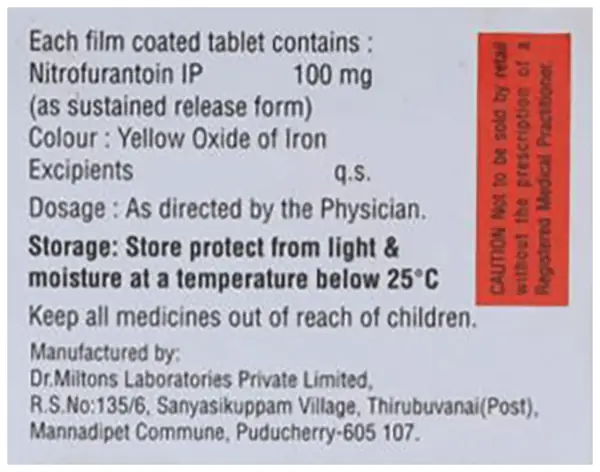 Each film coated tablet contains :
Nitrofurantoin IP 100 mg
(as sustained release form)
Colour : Yellow Oxide of Iron
Excipients q.s.
Dosage : As directed by the Physician.
Storage: Store protect from light &
moisture at a temperature below 25°C
Keep all medicines out of reach of children.
Manufactured by:
Dr.Miltons Laboratories Private Limited,
R.S.No:135/6, Sanyasikuppam Village, Thirubuvanai(Post),
Mannadipet Commune, Puducherry-605 107.
CAUTION Not to be sold by retail
without the prescription of a
Registered Medical Practitioner.